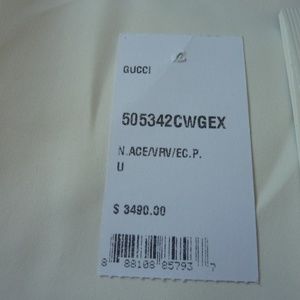 GUCCI
505342CWGEX
N.ACE/VRV/EC.P.
U
$ 3490.00
8 88108 85793 7